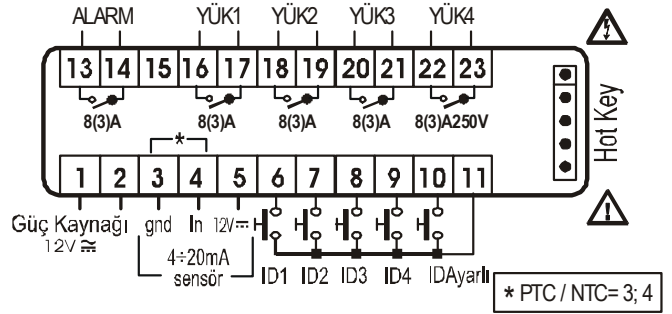 ALARM YÜK1 YÜK2 YÜK3 YÜK4
13 14 15 16 17 18 19 20 21 22 23
8(3)A 8(3)A 8(3)A 8(3)A 8(3)A250V
Hot Key
*
1 2 3 4 5 6 7 8 9 10 11
Güç Kaynağı gnd In 12V⎓
12V ≂
4÷20mA
sensör
ID1 ID2 ID3 ID4 IDAyarlı
* PTC / NTC= 3; 4